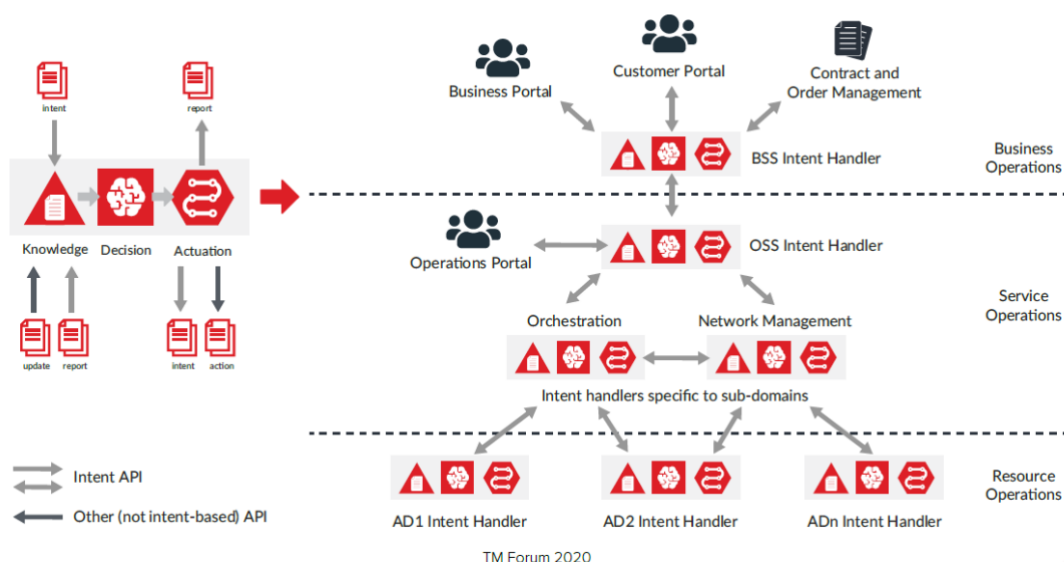 intent
report
Knowledge
Decision
Actuation
update
report
intent
action
Intent API
Other (not intent-based) API
Business Portal
Customer Portal
Contract and
Order Management
BSS Intent Handler
Business
Operations
Operations Portal
OSS Intent Handler
Orchestration
Network Management
Service
Operations
Intent handlers specific to sub-domains
AD1 Intent Handler
AD2 Intent Handler
ADn Intent Handler
Resource
Operations
TM Forum 2020